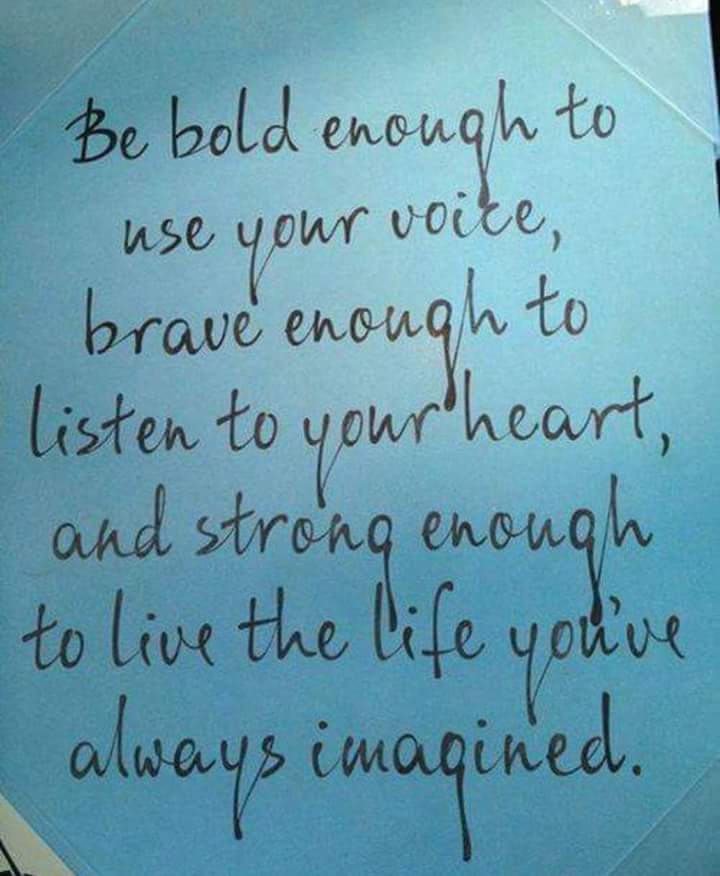 Be bold enough to
use your voice,
brave enough to
listen to your heart,
and strong enough
to live the life you've
always imagined.